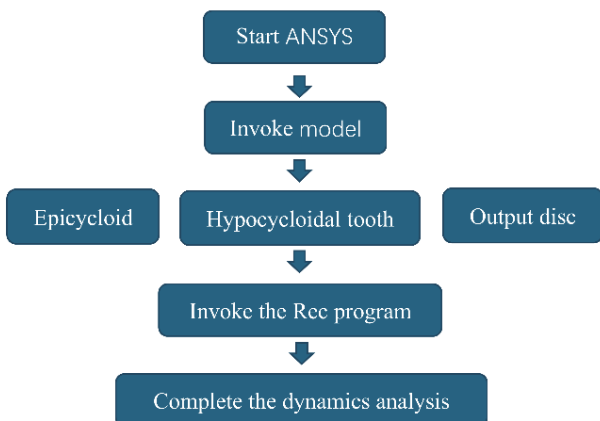 Start ANSYS
Invoke model
Epicycloid
Hypocycloidal tooth
Output disc
Invoke the Rec program
Complete the dynamics analysis